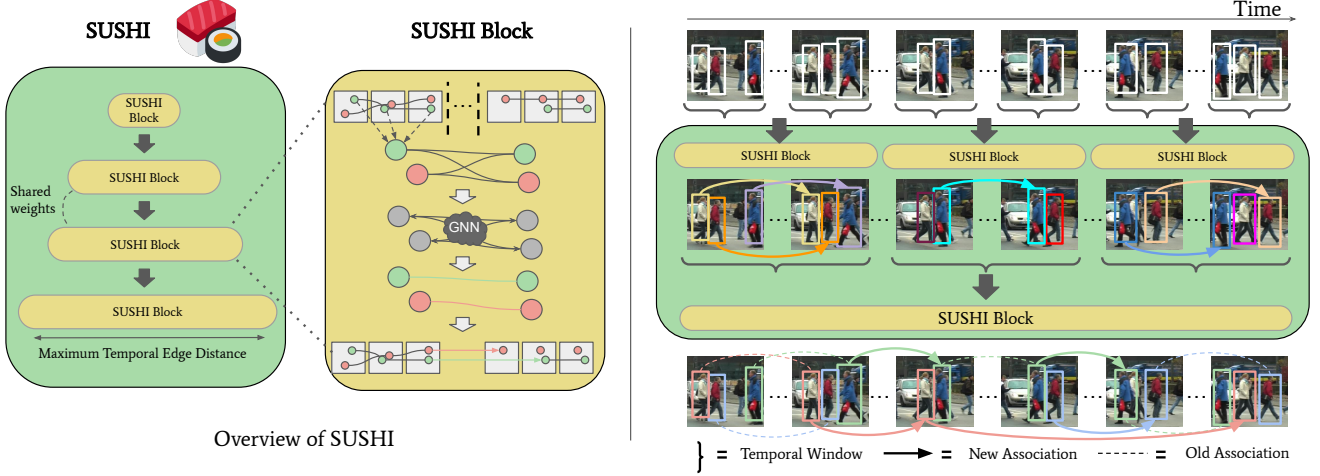 SUSHI
SUSHI Block
SUSHI
Block
SUSHI Block
Shared
weights
SUSHI Block
SUSHI Block
Maximum Temporal Edge Distance
...
GNN
Overview of SUSHI
Time
... ... ... ... ...
SUSHI Block
SUSHI Block
SUSHI Block
... ... ... ... ...
SUSHI Block
... ... ... ... ...
} = Temporal Window = New Association = Old Association